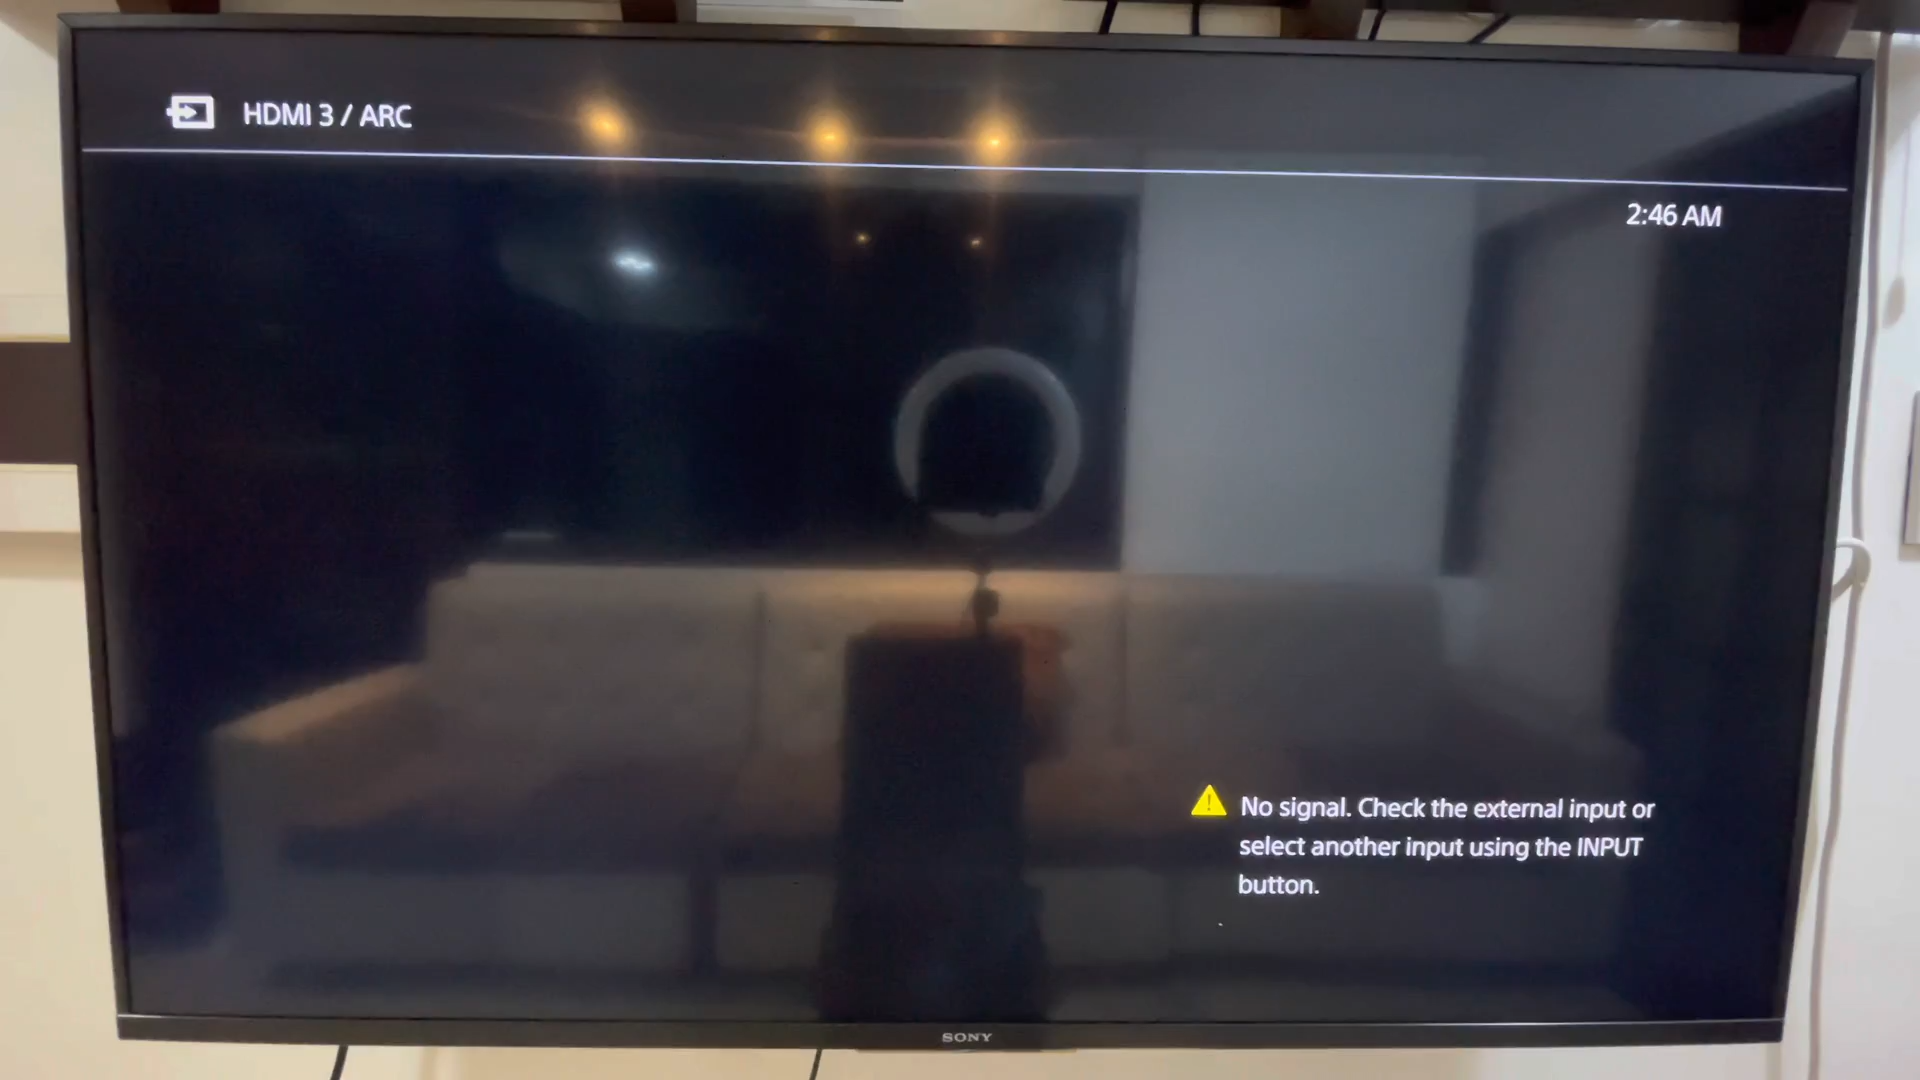 HDMI 3 / ARC
2:46 AM
No signal. Check the external input or
select another input using the INPUT
button.
SONY